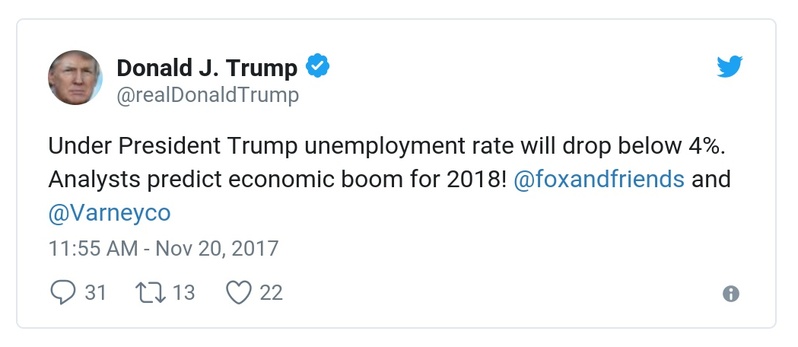 Donald J. Trump
@realDonaldTrump
Under President Trump unemployment rate will drop below 4%.
Analysts predict economic boom for 2018! @foxandfriends and
@Varneyco
11:55 AM - Nov 20, 2017
31 13 22